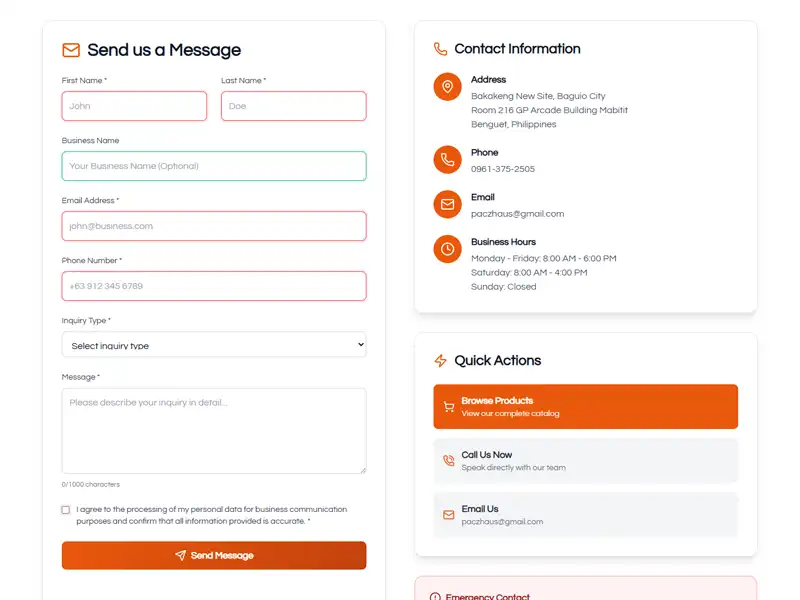 Send us a Message
First Name *
Last Name *
John
Doe
Business Name
Your Business Name (Optional)
Email Address *
john@business.com
Phone Number *
+63 912 345 6789
Inquiry Type *
Select inquiry type
Message *
Please describe your inquiry in detail...
0/1000 characters
I agree to the processing of my personal data for business communication
purposes and confirm that all information provided is accurate. *
Send Message
Contact Information
Address
Bakakeng New Site, Baguio City
Room 216 GP Arcade Building Mabitit
Benguet, Philippines
Phone
0961-375-2505
Email
paczhaus@gmail.com
Business Hours
Monday - Friday: 8:00 AM - 6:00 PM
Saturday: 8:00 AM - 4:00 PM
Sunday: Closed
Quick Actions
Browse Products
View our complete catalog
Call Us Now
Speak directly with our team
Email Us
paczhaus@gmail.com
Emergency Contact